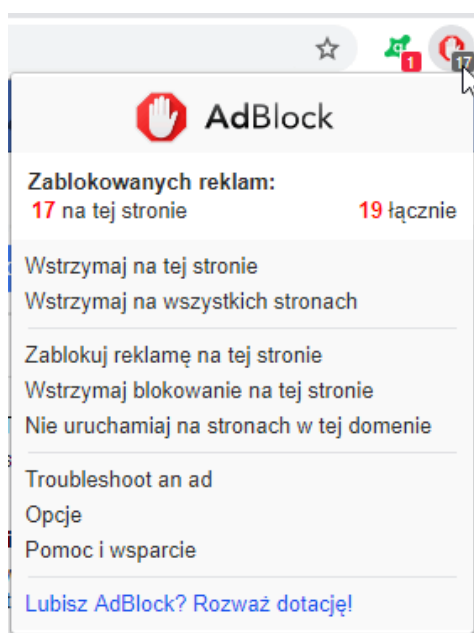 1
17
AdBlock
Zablokowanych reklam:
17 na tej stronie 19 łącznie
Wstrzymaj na tej stronie
Wstrzymaj na wszystkich stronach
Zablokuj reklamę na tej stronie
Wstrzymaj blokowanie na tej stronie
Nie uruchamiaj na stronach w tej domenie
Troubleshoot an ad
Opcje
Pomoc i wsparcie
Lubisz AdBlock? Rozważ dotację!